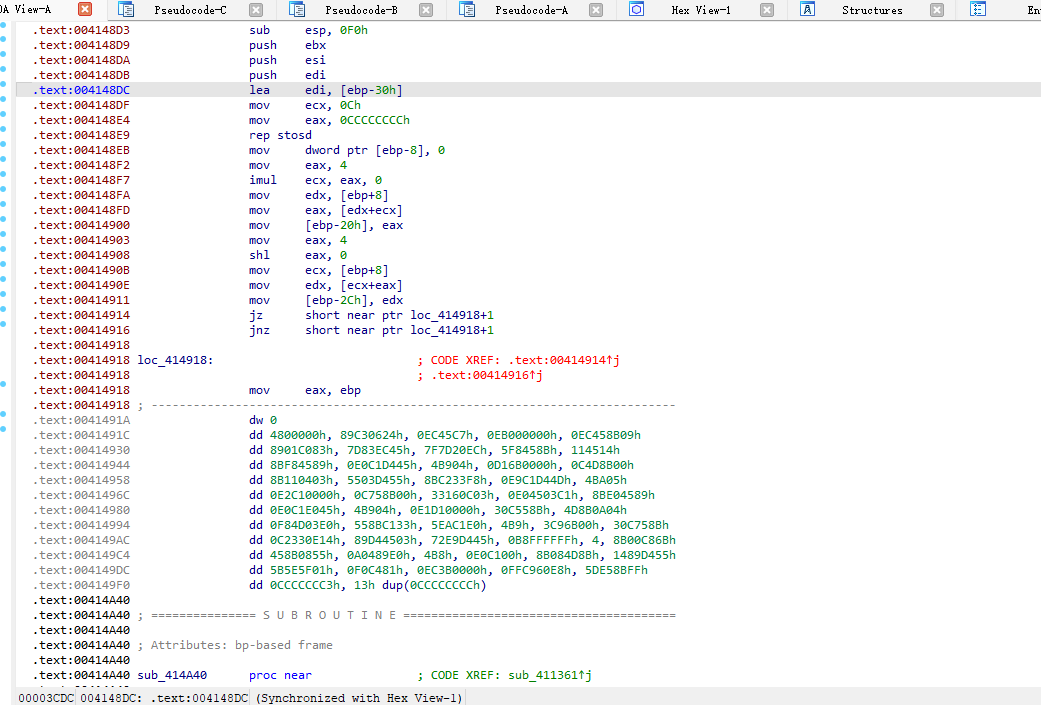 DA View-A Pseudocode-C Pseudocode-B Pseudocode-A Hex View-1 Structures En
.text:004148D3 sub esp, 0F0h
.text:004148D9 push ebx
.text:004148DA push esi
.text:004148DB push edi
.text:004148DC lea edi, [ebp-30h]
.text:004148DF mov ecx, 0Ch
.text:004148E4 mov eax, 0CCCCCCCCh
.text:004148E9 rep stosd
.text:004148EB mov dword ptr [ebp-8], 0
.text:004148F2 mov eax, 4
.text:004148F7 imul ecx, eax, 0
.text:004148FA mov edx, [ebp+8]
.text:004148FD mov eax, [edx+ecx]
.text:00414900 mov [ebp-20h], eax
.text:00414903 mov eax, 4
.text:00414908 shl eax, 0
.text:0041490B mov ecx, [ebp+8]
.text:0041490E mov edx, [ecx+eax]
.text:00414911 mov [ebp-2Ch], edx
.text:00414914 jz short near ptr loc_414918+1
.text:00414916 jnz short near ptr loc_414918+1
.text:00414918
.text:00414918 loc_414918: ; CODE XREF: .text:00414914↑j
.text:00414918 ; .text:00414916↑j
.text:00414918 mov eax, ebp
.text:00414918 ; ---------------------------------------------------------------------------
.text:0041491A dw 0
.text:0041491C dd 4800000h, 89C30624h, 0EC45C7h, 0EB000000h, 0EC458B09h
.text:00414930 dd 8901C083h, 7D83EC45h, 7F7D20ECh, 5F8458Bh, 114514h
.text:00414944 dd 8BF84589h, 0E0C1D445h, 4B904h, 0D16B0000h, 0C4D8B00h
.text:00414958 dd 8B110403h, 5503D455h, 8BC233F8h, 0E9C1D44Dh, 4BA05h
.text:0041496C dd 0E2C10000h, 0C758B00h, 33160C03h, 0E04503C1h, 8BE04589h
.text:00414980 dd 0E0C1E045h, 4B904h, 0E1D10000h, 30C558Bh, 4D8B0A04h
.text:00414994 dd 0F84D03E0h, 558BC133h, 5EAC1E0h, 4B9h, 3C96B00h, 30C758Bh
.text:004149AC dd 0C2330E14h, 89D44503h, 72E9D445h, 0B8FFFFFFh, 4, 8B00C86Bh
.text:004149C4 dd 458B0855h, 0A0489E0h, 4B8h, 0E0C100h, 8B084D8Bh, 1489D455h
.text:004149DC dd 5B5E5F01h, 0F0C481h, 0EC3B0000h, 0FFC960E8h, 5DE58BFFh
.text:004149F0 dd 0CCCCCCC3h, 13h dup(0CCCCCCCCh)
.text:00414A40
.text:00414A40 ; =============== S U B R O U T I N E =======================================
.text:00414A40
.text:00414A40 ; Attributes: bp-based frame
.text:00414A40
.text:00414A40 sub_414A40 proc near ; CODE XREF: sub_411361↑j
00003CDC 004148DC: .text:004148DC (Synchronized with Hex View-1)